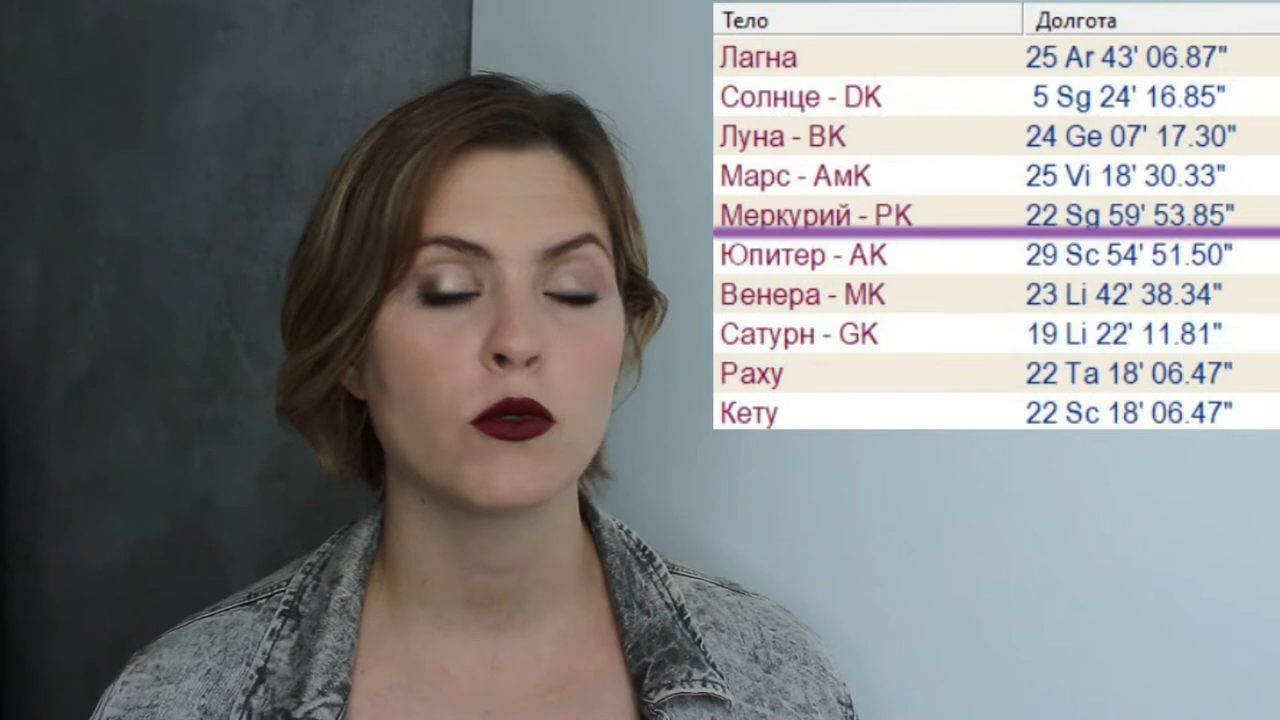 Тело Долгота
Лагна 25 Ar 43' 06.87"
Солнце - DK 5 Sg 24' 16.85"
Луна - BK 24 Ge 07' 17.30"
Марс - АмK 25 Vi 18' 30.33"
Меркурий - PK 22 Sg 59' 53.85"
Юпитер - AK 29 Sc 54' 51.50"
Венера - MK 23 Li 42' 38.34"
Сатурн - GK 19 Li 22' 11.81"
Раху 22 Ta 18' 06.47"
Кету 22 Sc 18' 06.47"